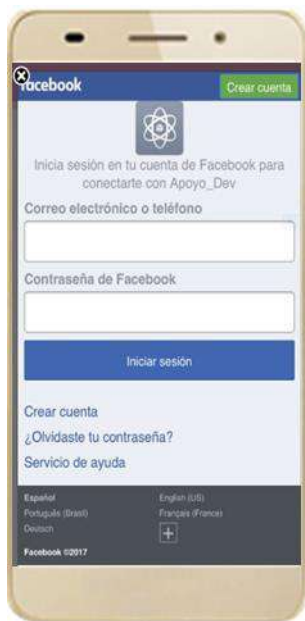 facebook
Crear cuenta
Inicia sesión en tu cuenta de Facebook para
conectarte con Apoyo_Dev
Correo electrónico o teléfono
Contraseña de Facebook
Iniciar sesión
Crear cuenta
¿Olvidaste tu contraseña?
Servicio de ayuda
Español English (US)
Português (Brasil) Français (France)
Deutsch
Facebook ©2017